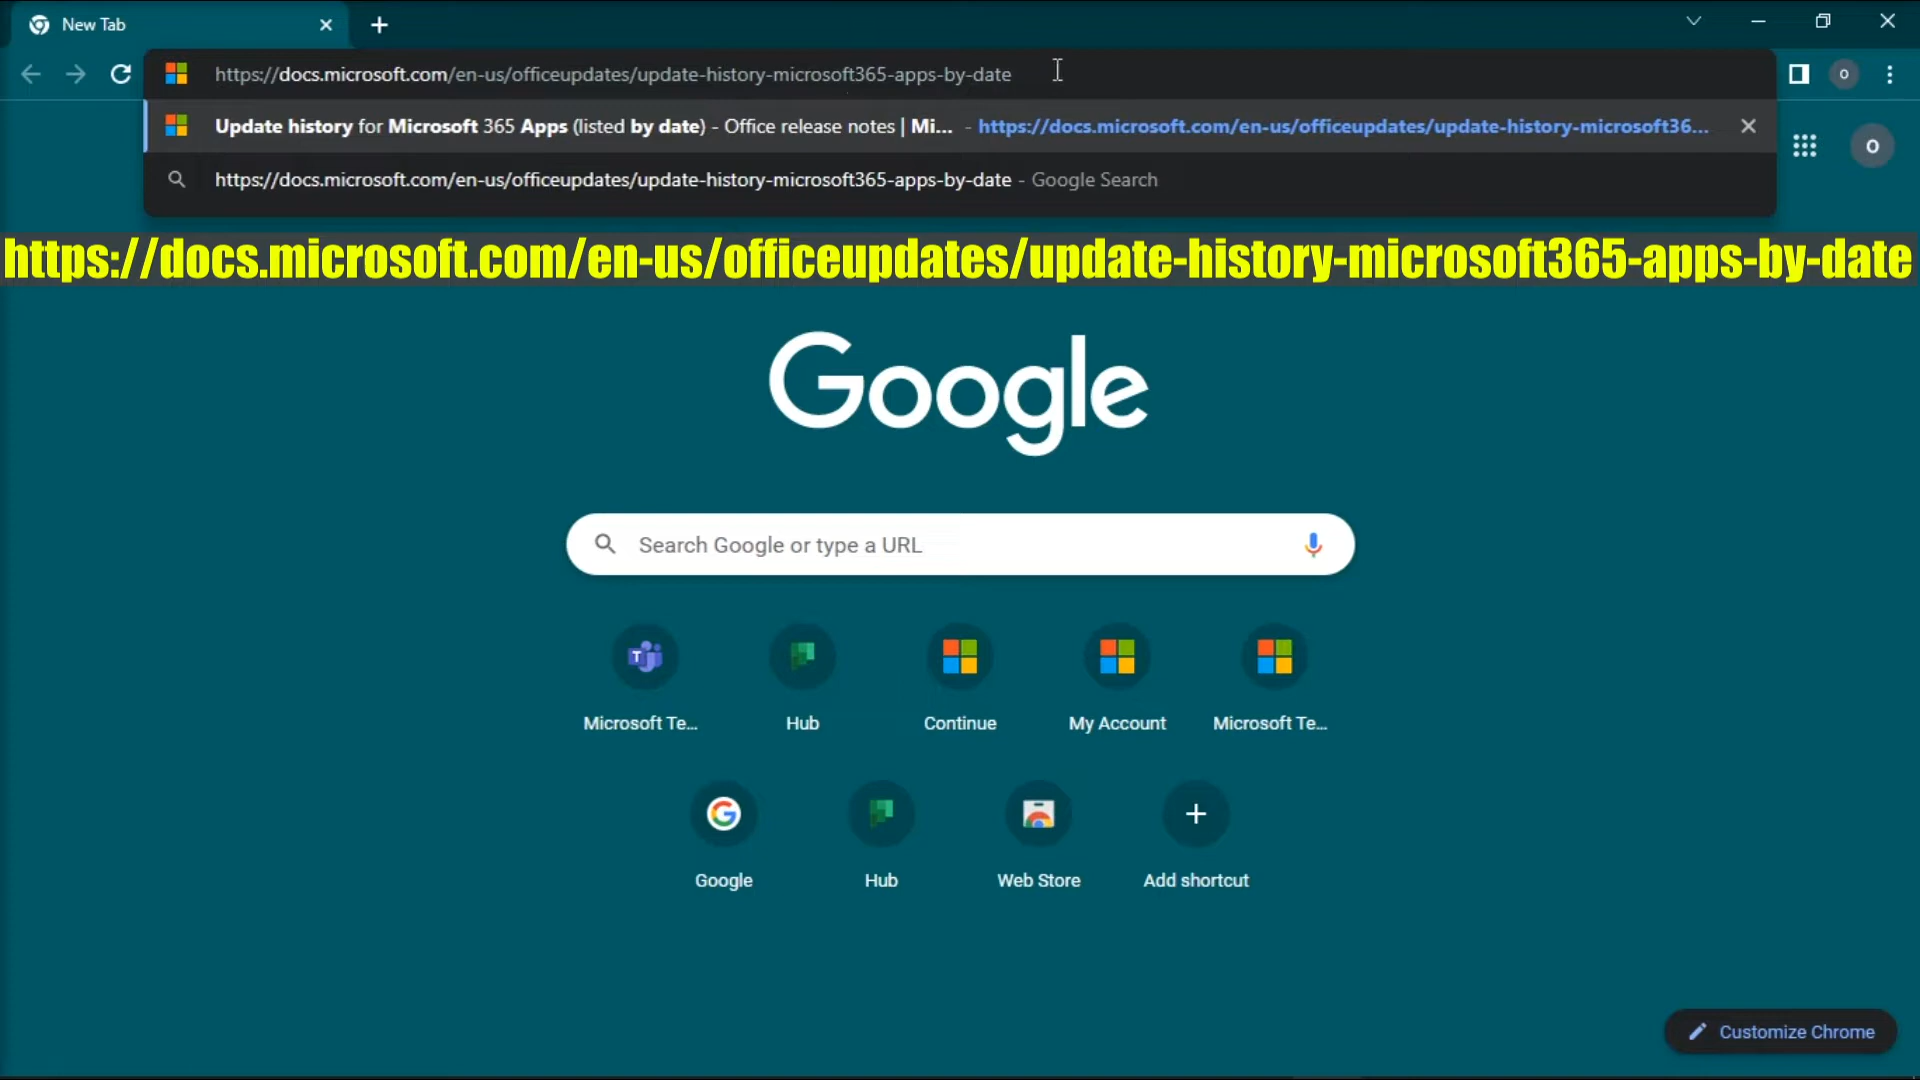 New Tab
https://docs.microsoft.com/en-us/officeupdates/update-history-microsoft365-apps-by-date
Update history for Microsoft 365 Apps (listed by date) - Office release notes | Mi... - https://docs.microsoft.com/en-us/officeupdates/update-history-microsoft36...
https://docs.microsoft.com/en-us/officeupdates/update-history-microsoft365-apps-by-date - Google Search
O
O
https://docs.microsoft.com/en-us/officeupdates/update-history-microsoft365-apps-by-date
Google
Search Google or type a URL
T
Microsoft Te... Hub Continue My Account Microsoft Te...
G
Google Hub Web Store Add shortcut
Customize Chrome